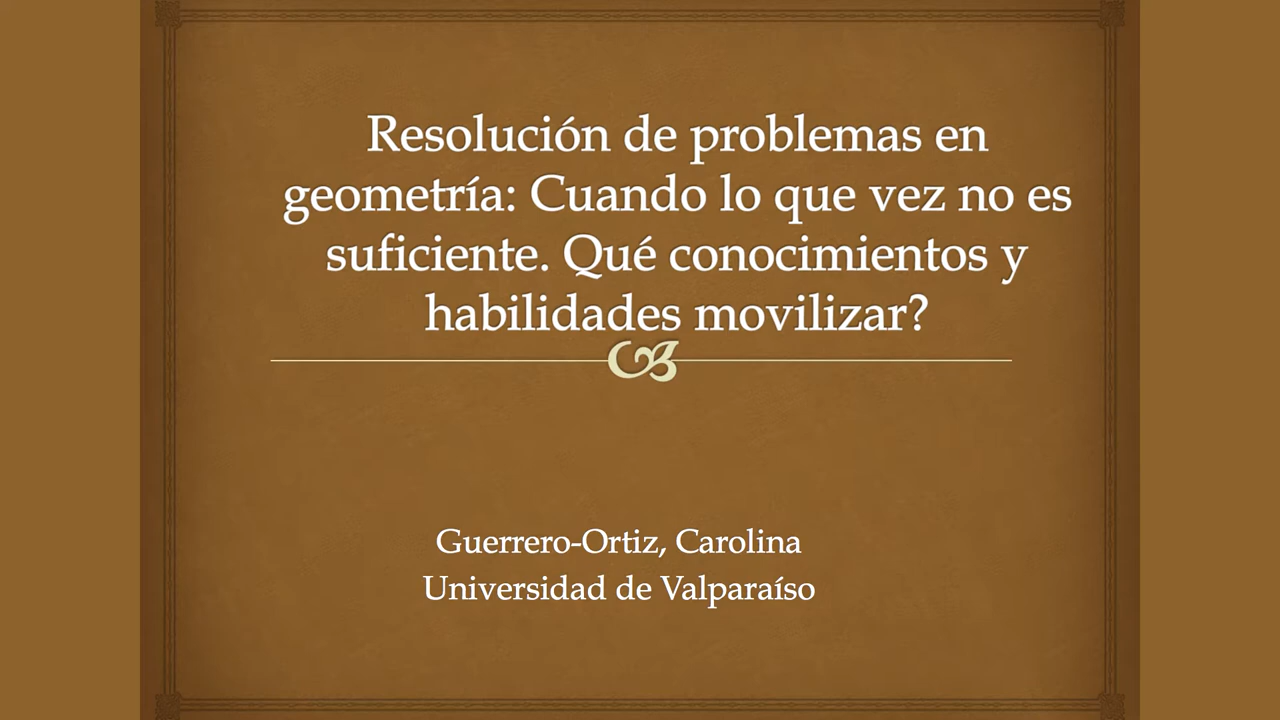 Resolución de problemas en
geometría: Cuando lo que vez no es
suficiente. Qué conocimientos y
habilidades movilizar?
Guerrero-Ortiz, Carolina
Universidad de Valparaíso